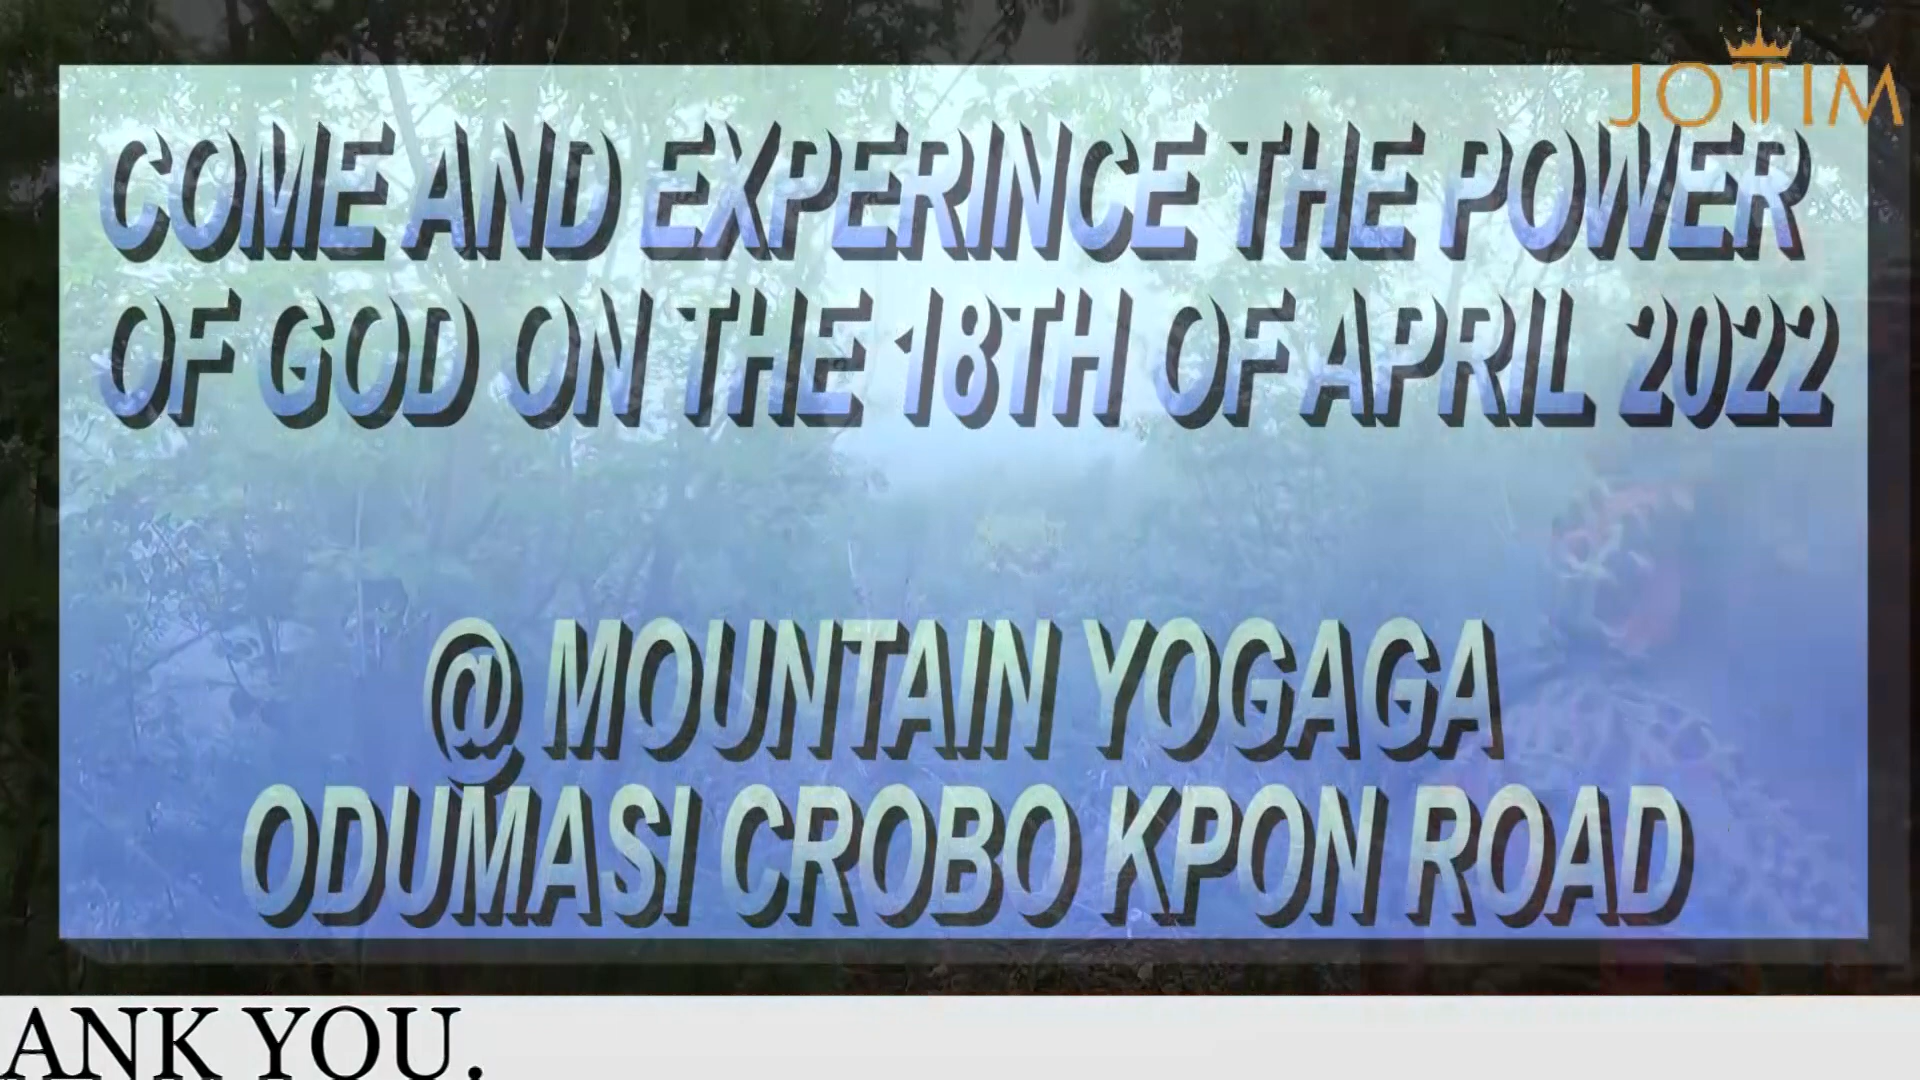 JOTTIM
COME AND EXPERINCE THE POWER
OF GOD ON THE 18TH OF APRIL 2022
@ MOUNTAIN YOGAGA
ODUMASI CROBO KPON ROAD
ANK YOU.